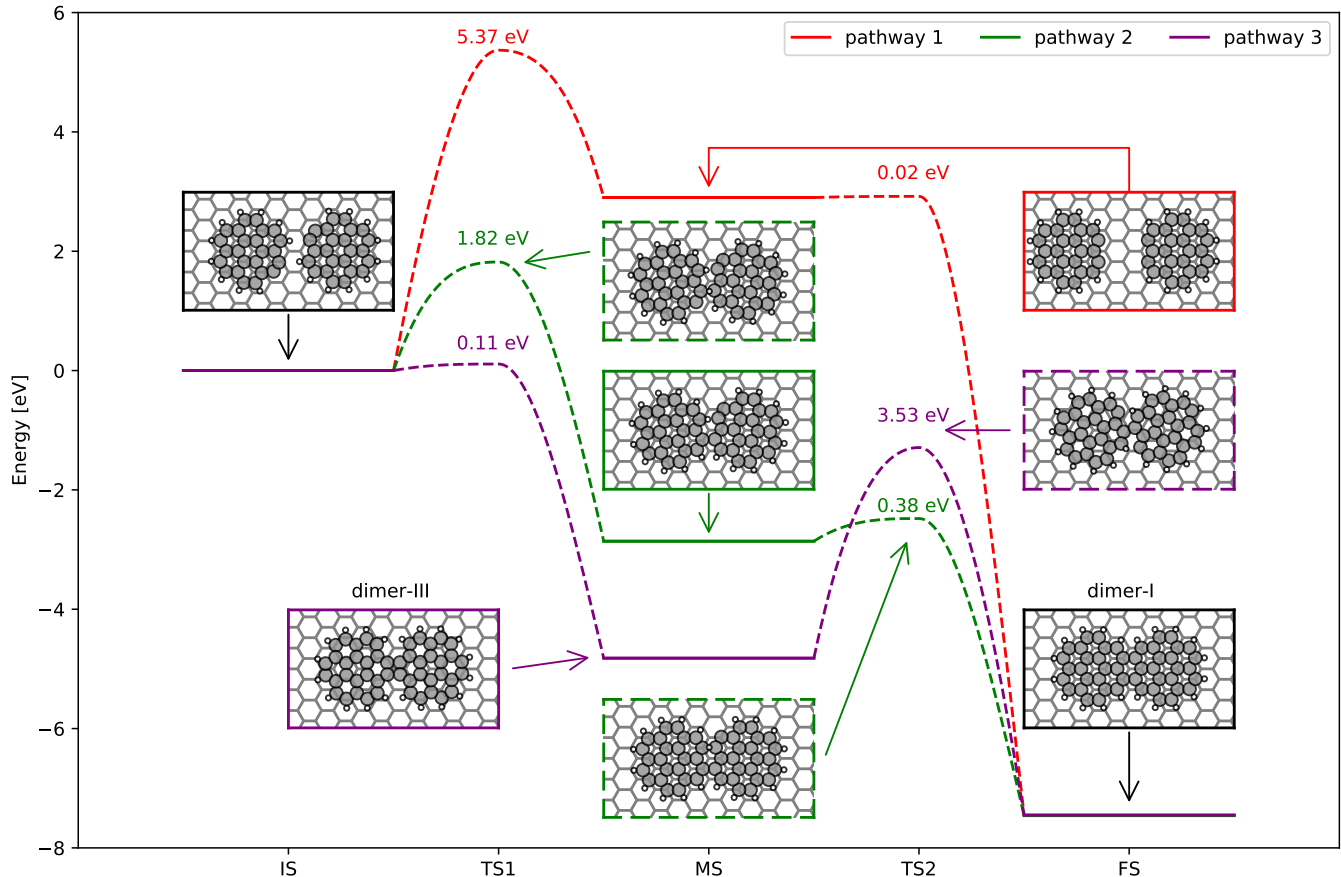 6
5.37 eV
pathway 1
pathway 2
pathway 3
4
0.02 eV
2
1.82 eV
0.11 eV
0
Energy [eV]
3.53 eV
−2
0.38 eV
dimer-III
dimer-I
−4
−6
−8
IS
TS1
MS
TS2
FS